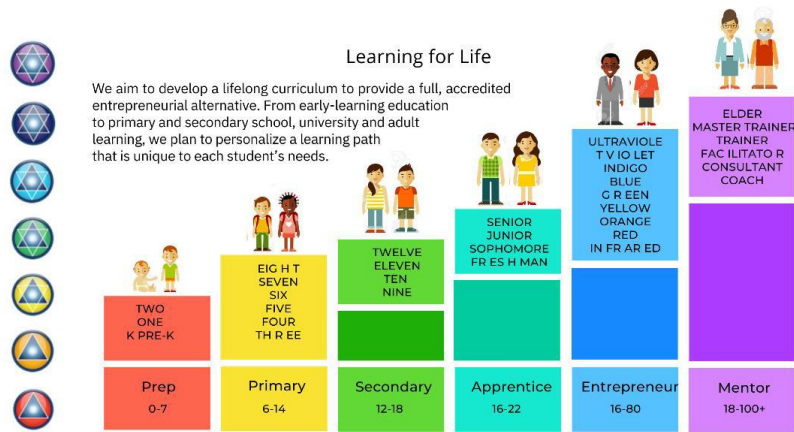 Learning for Life
We aim to develop a lifelong curriculum to provide a full, accredited
entrepreneurial alternative. From early-learning education
to primary and secondary school, university and adult
learning, we plan to personalize a learning path
that is unique to each student's needs.
TWO
ONE
K PRE-K
Prep
0-7
EIG H T
SEVEN
SIX
FIVE
FOUR
TH R EE
Primary
6-14
TWELVE
ELEVEN
TEN
NINE
Secondary
12-18
SENIOR
JUNIOR
SOPHOMORE
FR ES H MAN
Apprentice
16-22
ULTRAVIOLE
T V IO LET
INDIGO
BLUE
G R EEN
YELLOW
ORANGE
RED
IN FR AR ED
Entrepreneur
16-80
ELDER
MASTER TRAINER
TRAINER
FAC ILITATO R
CONSULTANT
COACH
Mentor
18-100+